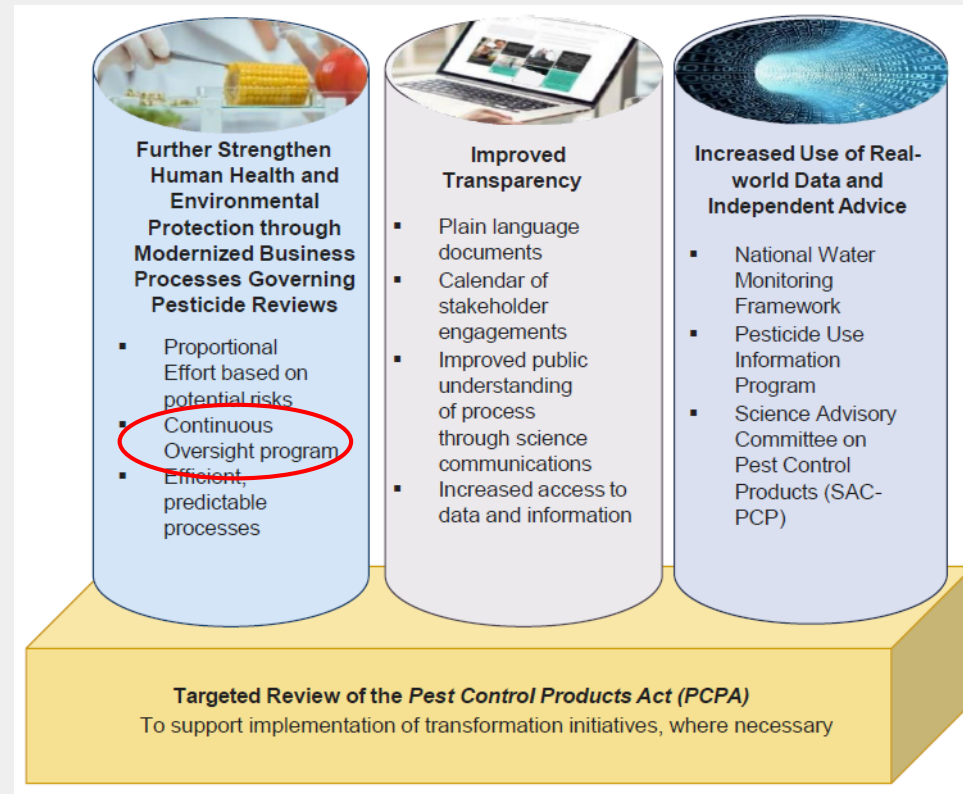 Further Strengthen
Human Health and
Environmental
Protection through
Modernized Business
Processes Governing
Pesticide Reviews
▪ Proportional
Effort based on
potential risks
▪ Continuous
Oversight program
▪ Efficient,
predictable
processes
Improved
Transparency
▪ Plain language
documents
▪ Calendar of
stakeholder
engagements
▪ Improved public
understanding
of process
through science
communications
▪ Increased access to
data and information
Increased Use of Real-
world Data and
Independent Advice
▪ National Water
Monitoring
Framework
▪ Pesticide Use
Information
Program
▪ Science Advisory
Committee on
Pest Control
Products (SAC-
PCP)
Targeted Review of the Pest Control Products Act (PCPA)
To support implementation of transformation initiatives, where necessary